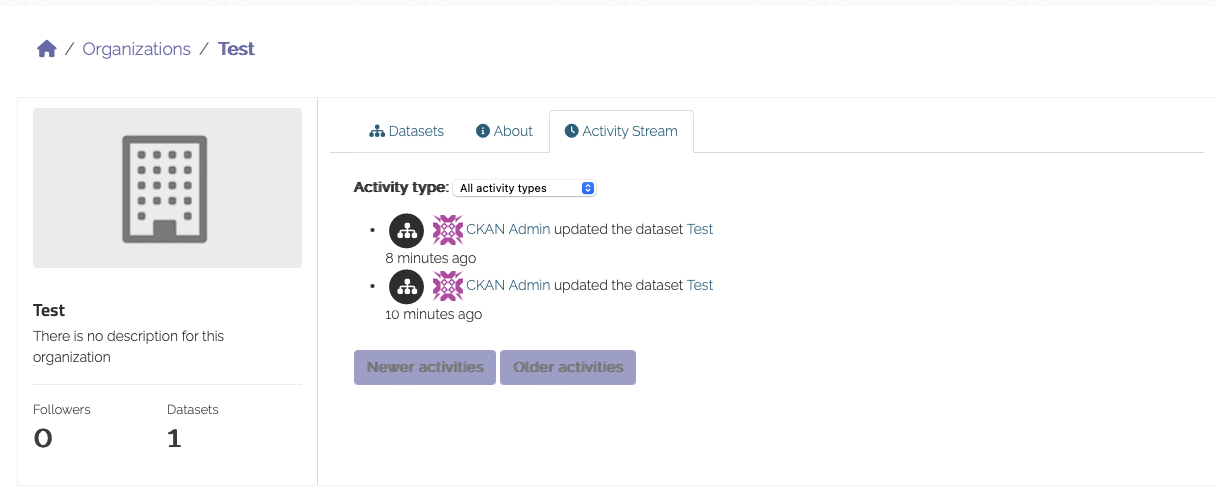 / Organizations / Test
Datasets About Activity Stream
Activity type: All activity types
CKAN Admin updated the dataset Test
8 minutes ago
CKAN Admin updated the dataset Test
10 minutes ago
Newer activities Older activities
Test
There is no description for this
organization
Followers Datasets
0 1